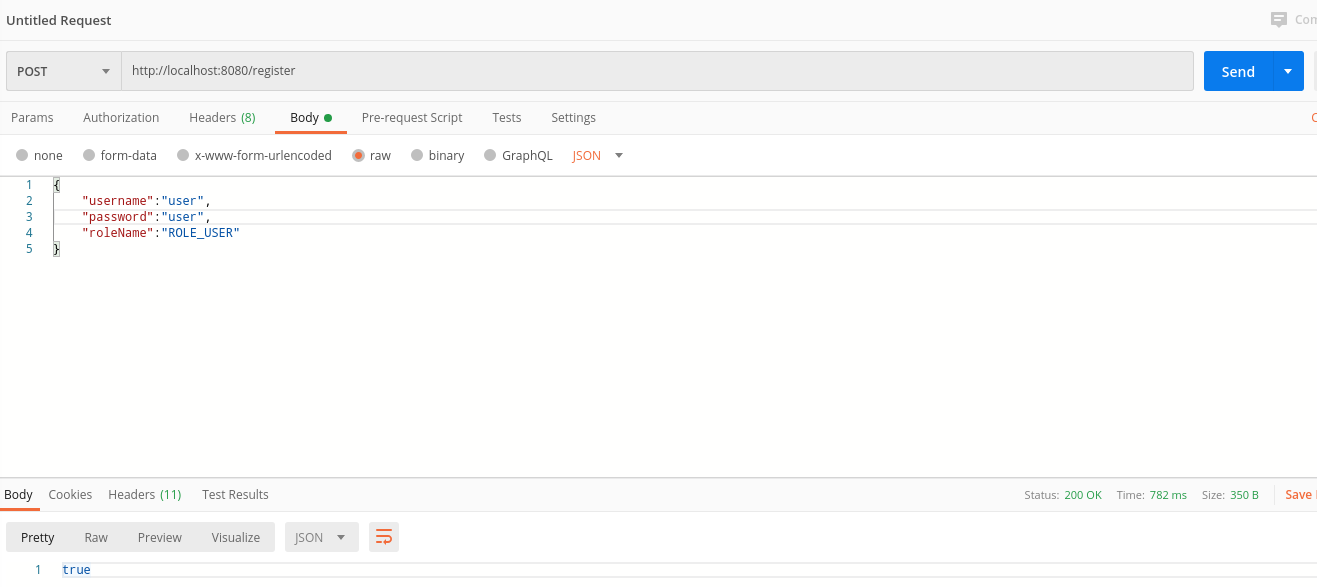 Untitled Request
POST http://localhost:8080/register Send
Params Authorization Headers (8) Body Pre-request Script Tests Settings
none form-data x-www-form-urlencoded raw binary GraphQL JSON
1 {
2 "username":"user",
3 "password":"user",
4 "roleName":"ROLE_USER"
5 }
Body Cookies Headers (11) Test Results Status: 200 OK Time: 782 ms Size: 350 B Save
Pretty Raw Preview Visualize JSON
1 true